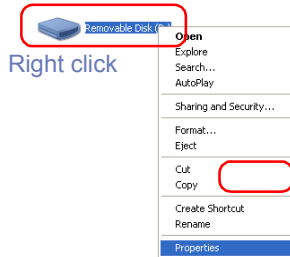 Removable Disk (
Right click
Open
Explore
Search...
AutoPlay
Sharing and Security...
Format...
Eject
Cut
Copy
Create Shortcut
Rename
Properties